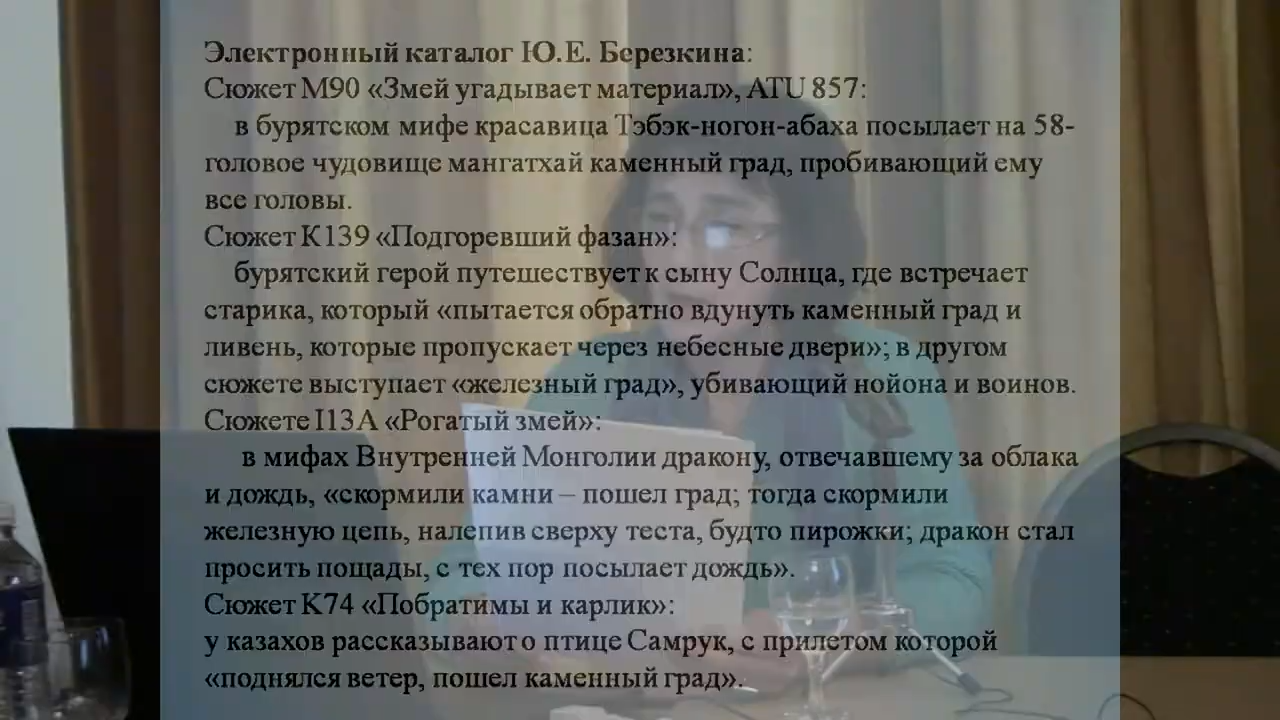 Электронный каталог Ю.Е. Березкина:
Сюжет М90 «Змей угадывает материал», ATU 857:
в бурятском мифе красавица Тэбэк-ногон-абаха посылает на 58-
головое чудовище мангатхай каменный град, пробивающий ему
все головы.
Сюжет К139 «Подгоревший фазан»:
бурятский герой путешествует к сыну Солнца, где встречает
старика, который «пытается обратно вдунуть каменный град и
ливень, которые пропускает через небесные двери»; в другом
сюжете выступает «железный град», убивающий нойона и воинов.
Сюжете I13A «Рогатый змей»:
в мифах Внутренней Монголии дракону, отвечавшему за облака
и дождь, «скормили камни – пошел град; тогда скормили
железную цепь, налепив сверху теста, будто пирожки; дракон стал
просить пощады, с тех пор посылает дождь».
Сюжет К74 «Побратимы и карлик»:
у казахов рассказывают о птице Самрук, с прилетом которой
«поднялся ветер, пошел каменный град».